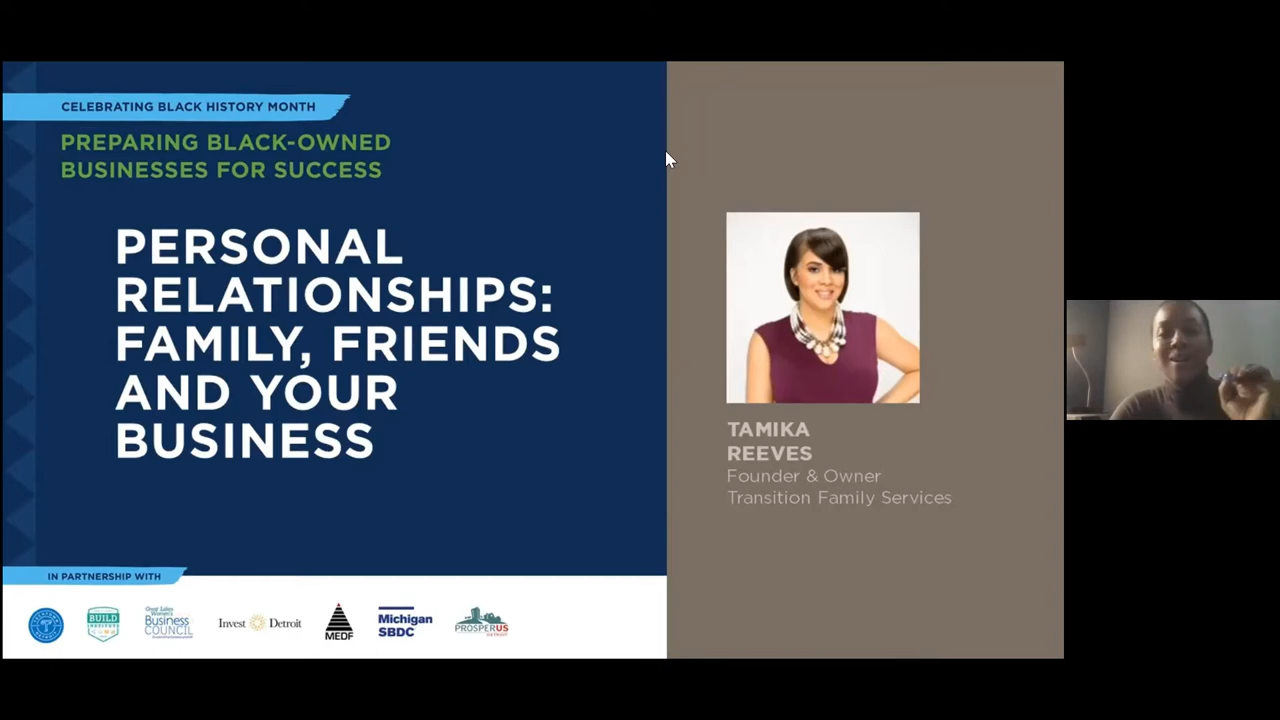 CELEBRATING BLACK HISTORY MONTH
PREPARING BLACK-OWNED
BUSINESSES FOR SUCCESS
PERSONAL
RELATIONSHIPS:
FAMILY, FRIENDS
AND YOUR
BUSINESS
TAMIKA
REEVES
Founder & Owner
Transition Family Services
IN PARTNERSHIP WITH
BUILD
INSTITUTE
Great Lakes
Women's
Business
COUNCIL
Invest Detroit
MEDF
Michigan
SBDC
PROSPERUS
DETROIT